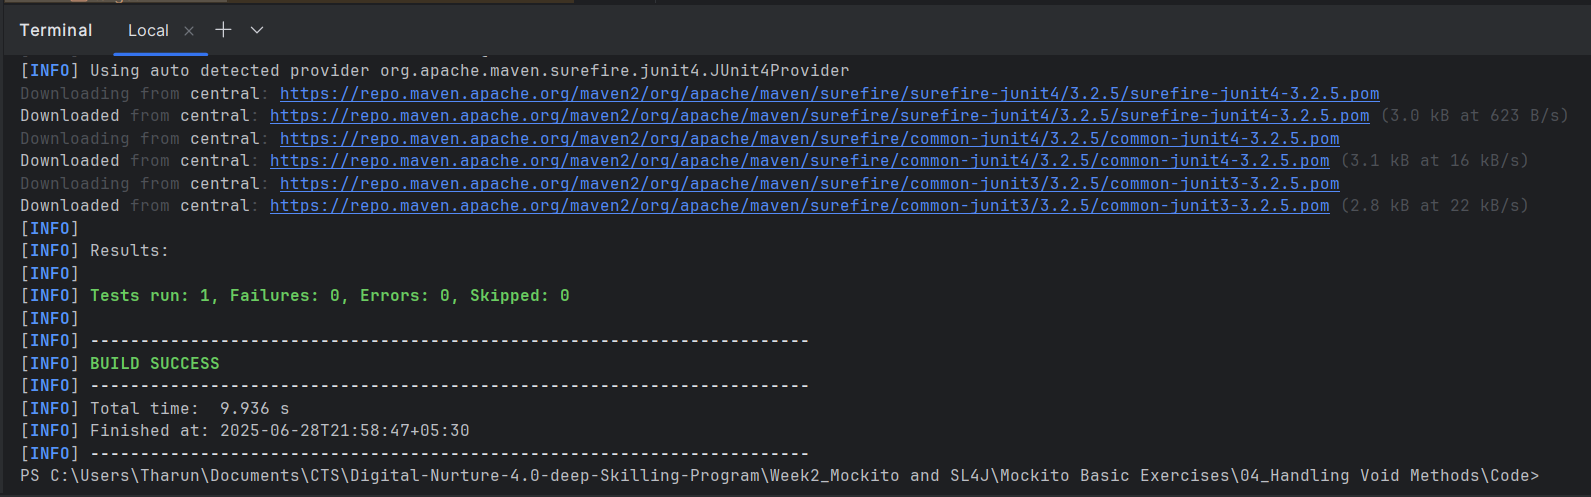 Terminal Local × + ∨
[INFO] Using auto detected provider org.apache.maven.surefire.junit4.JUnit4Provider
Downloading from central: https://repo.maven.apache.org/maven2/org/apache/maven/surefire/surefire-junit4/3.2.5/surefire-junit4-3.2.5.pom
Downloaded from central: https://repo.maven.apache.org/maven2/org/apache/maven/surefire/surefire-junit4/3.2.5/surefire-junit4-3.2.5.pom (3.0 kB at 623 B/s)
Downloading from central: https://repo.maven.apache.org/maven2/org/apache/maven/surefire/common-junit4/3.2.5/common-junit4-3.2.5.pom
Downloaded from central: https://repo.maven.apache.org/maven2/org/apache/maven/surefire/common-junit4/3.2.5/common-junit4-3.2.5.pom (3.1 kB at 16 kB/s)
Downloading from central: https://repo.maven.apache.org/maven2/org/apache/maven/surefire/common-junit3/3.2.5/common-junit3-3.2.5.pom
Downloaded from central: https://repo.maven.apache.org/maven2/org/apache/maven/surefire/common-junit3/3.2.5/common-junit3-3.2.5.pom (2.8 kB at 22 kB/s)
[INFO]
[INFO] Results:
[INFO]
[INFO] Tests run: 1, Failures: 0, Errors: 0, Skipped: 0
[INFO]
[INFO] ------------------------------------------------------------------------
[INFO] BUILD SUCCESS
[INFO] ------------------------------------------------------------------------
[INFO] Total time:  9.936 s
[INFO] Finished at: 2025-06-28T21:58:47+05:30
[INFO] ------------------------------------------------------------------------
PS C:\Users\Tharun\Documents\CTS\Digital-Nurture-4.0-deep-Skilling-Program\Week2_Mockito and SL4J\Mockito Basic Exercises\04_Handling Void Methods\Code>